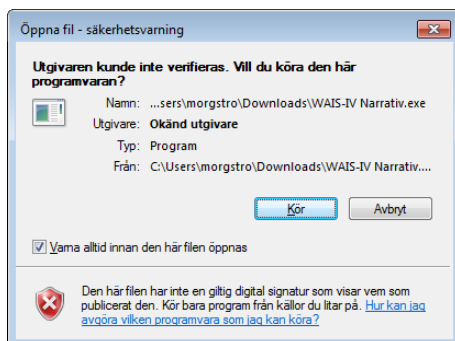 Öppna fil - säkerhetsvarning
Utgivaren kunde inte verifieras. Vill du köra den här
programvaran?
Namn: ...sers\morgstro\Downloads\WAIS-IV Narrativ.exe
Utgivare: Okänd utgivare
Typ: Program
Från: C:\Users\morgstro\Downloads\WAIS-IV Narrativ....
Kör Avbryt
Varna alltid innan den här filen öppnas
Den här filen har inte en giltig digital signatur som visar vem som
publicerat den. Kör bara program från källor du litar på. Hur kan jag
avgöra vilken programvara som jag kan köra?